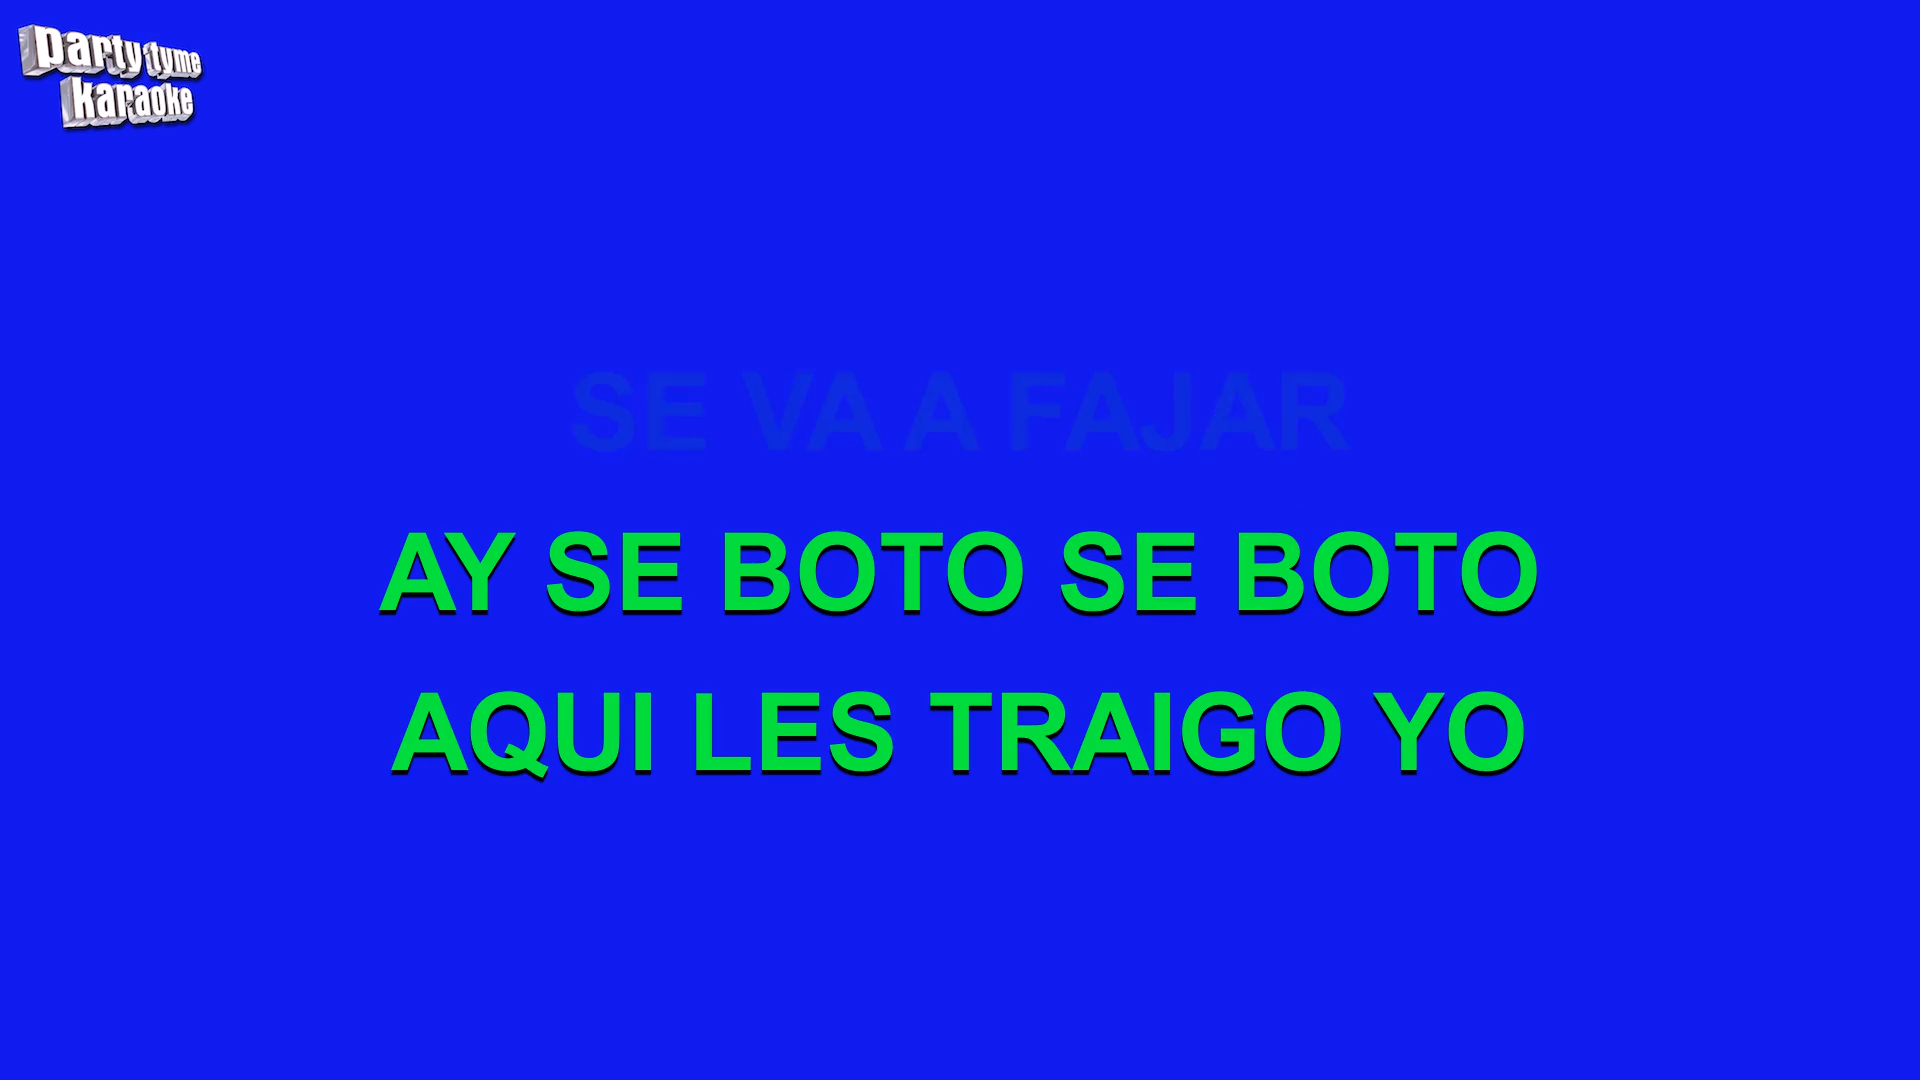 party tyme
karaoke
SE VA A FAJAR
AY SE BOTO SE BOTO
AQUI LES TRAIGO YO